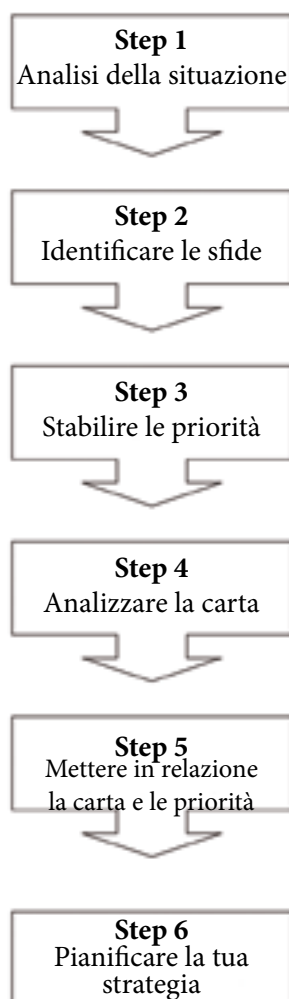 Step 1
Analisi della situazione
Step 2
Identificare le sfide
Step 3
Stabilire le priorità
Step 4
Analizzare la carta
Step 5
Mettere in relazione
la carta e le priorità
Step 6
Pianificare la tua
strategia